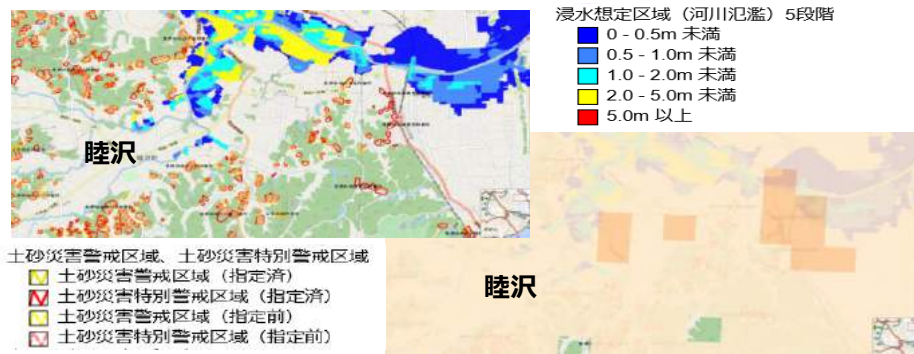 浸水想定区域（河川氾濫）5段階
0 - 0.5m 未満
0.5 - 1.0m 未満
1.0 - 2.0m 未満
2.0 - 5.0m 未満
5.0m 以上
睦沢
土砂災害警戒区域、土砂災害特別警戒区域
土砂災害警戒区域（指定済）
土砂災害特別警戒区域（指定済）
土砂災害警戒区域（指定前）
土砂災害特別警戒区域（指定前）
睦沢